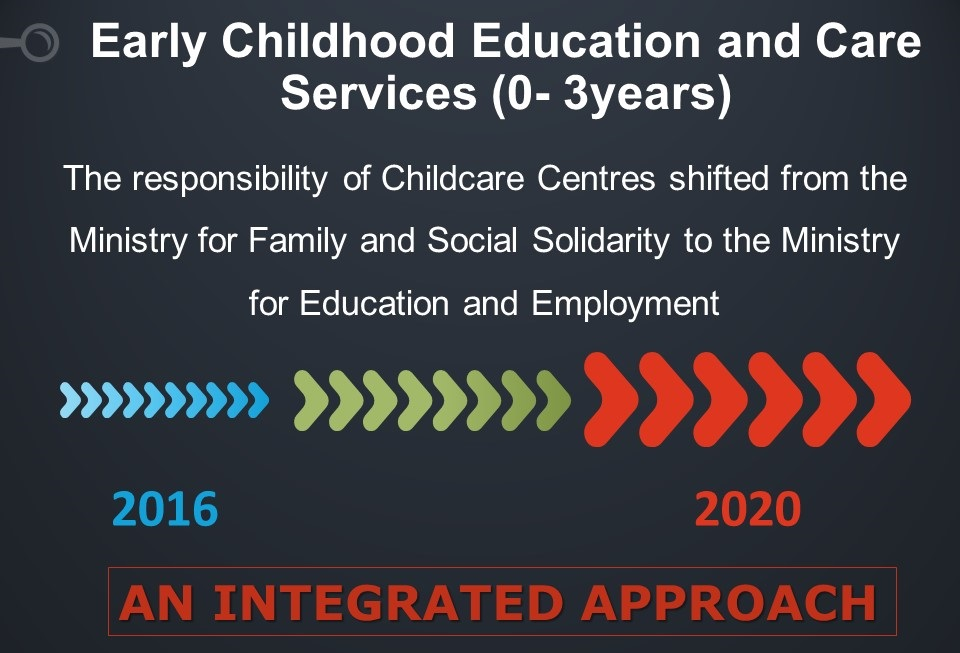 Early Childhood Education and Care
Services (0- 3years)
The responsibility of Childcare Centres shifted from the
Ministry for Family and Social Solidarity to the Ministry
for Education and Employment
2016
2020
AN INTEGRATED APPROACH